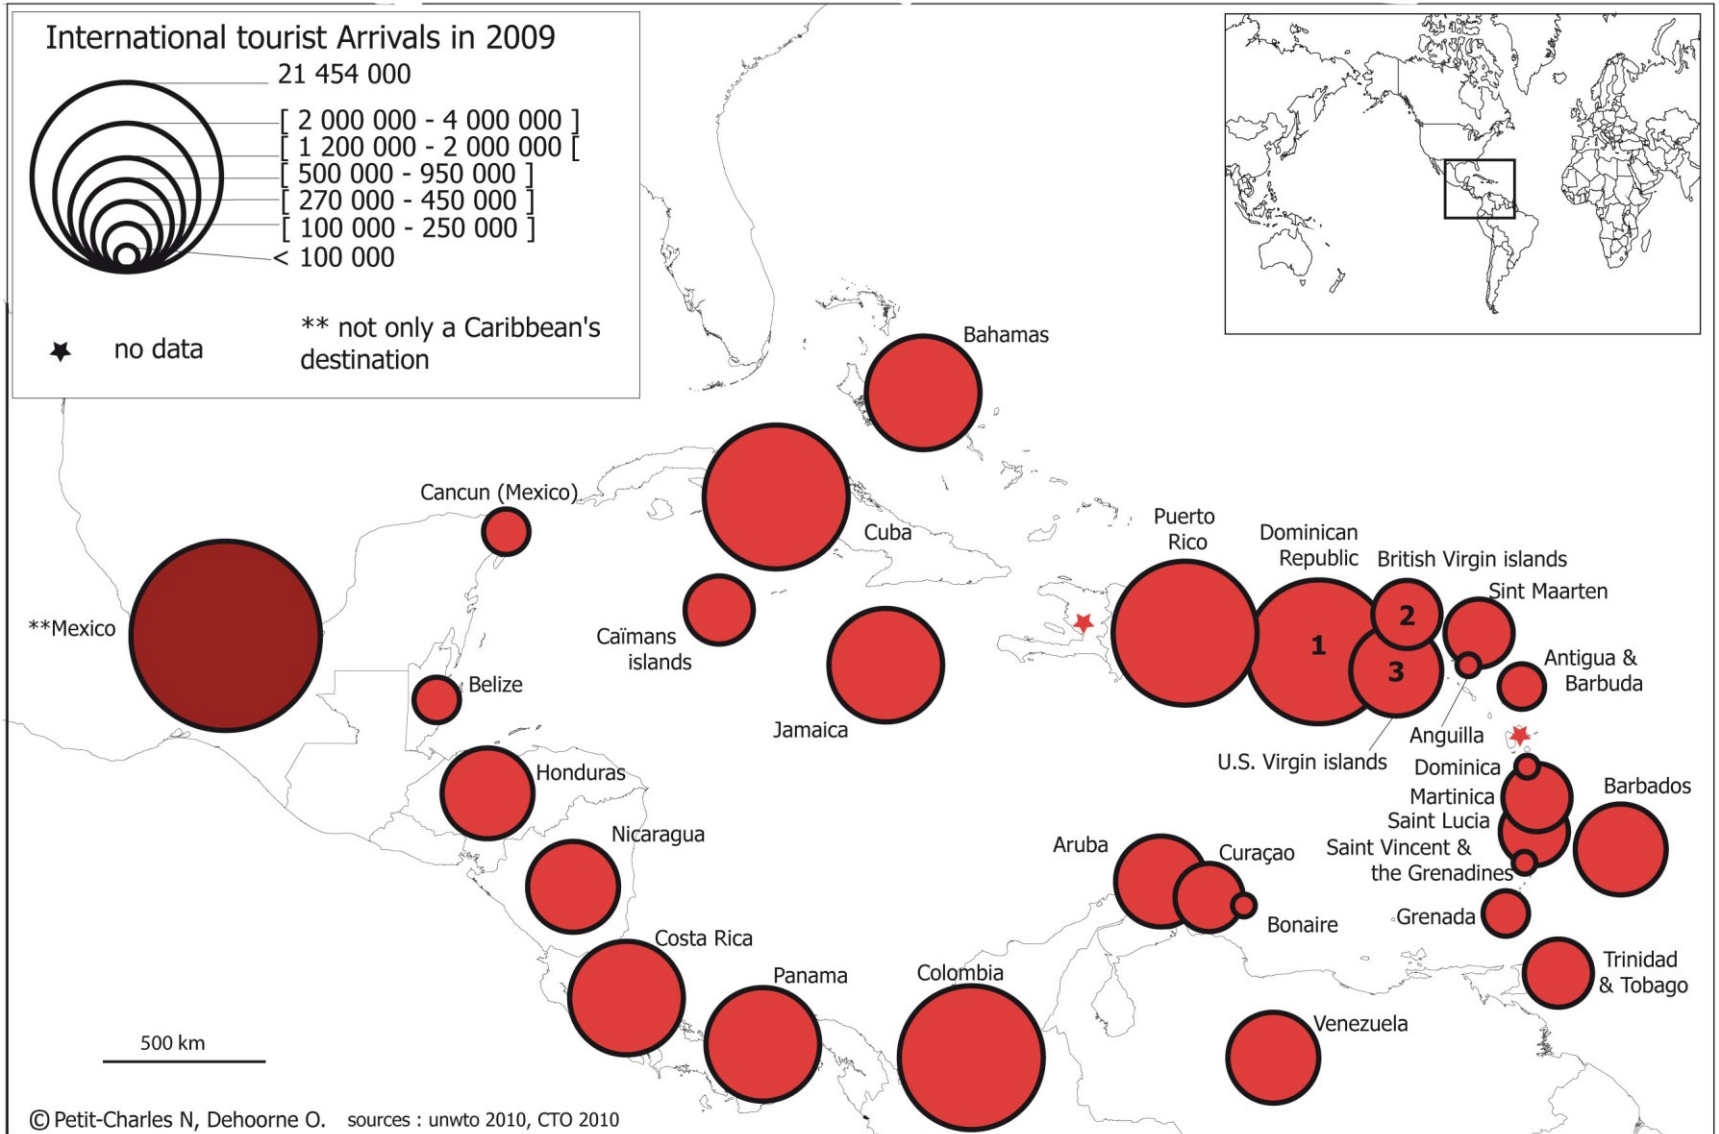 International tourist Arrivals in 2009
21 454 000
[ 2 000 000 - 4 000 000 ]
[ 1 200 000 - 2 000 000 [
[ 500 000 - 950 000 ]
[ 270 000 - 450 000 ]
[ 100 000 - 250 000 ]
< 100 000
no data
** not only a Caribbean's
destination
Bahamas
Cancun (Mexico)
Cuba
Puerto
Rico
Dominican
Republic
British Virgin islands
Sint Maarten
**Mexico
Caïmans
islands
1
2
3
Antigua &
Barbuda
Belize
Jamaica
Anguilla
U.S. Virgin islands
Dominica
Honduras
Martinica
Barbados
Saint Lucia
Nicaragua
Aruba
Curaçao
Saint Vincent &
the Grenadines
Bonaire
Grenada
Costa Rica
Panama
Colombia
Trinidad
& Tobago
Venezuela
500 km
© Petit-Charles N, Dehoorne O. sources : unwto 2010, CTO 2010